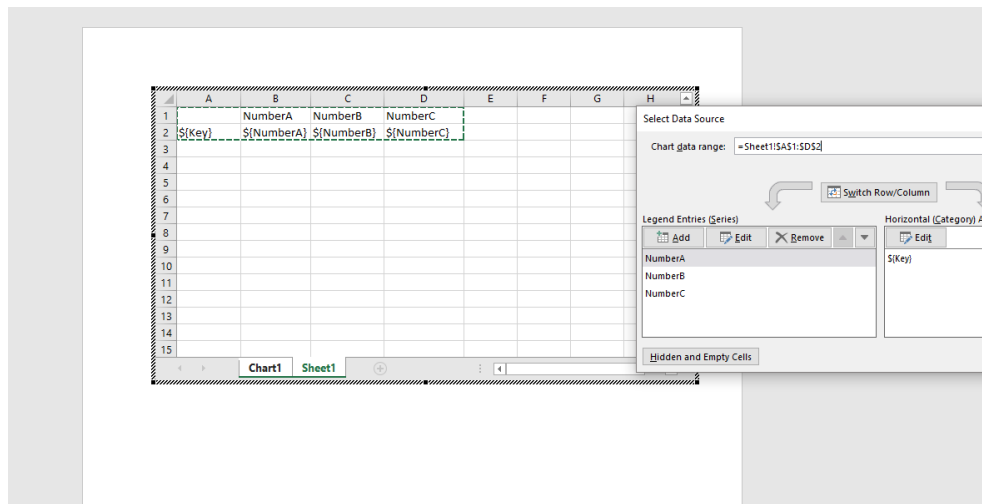 A B C D E F G H
1 NumberA NumberB NumberC
2 ${Key} ${NumberA} ${NumberB} ${NumberC}
3
4
5
6
7
8
9
10
11
12
13
14
15
Chart1 Sheet1
Select Data Source
Chart data range: =Sheet1!$A$1:$D$2
Switch Row/Column
Legend Entries (Series) Horizontal (Category) A
Add Edit Remove Edit
NumberA ${Key}
NumberB
NumberC
Hidden and Empty Cells